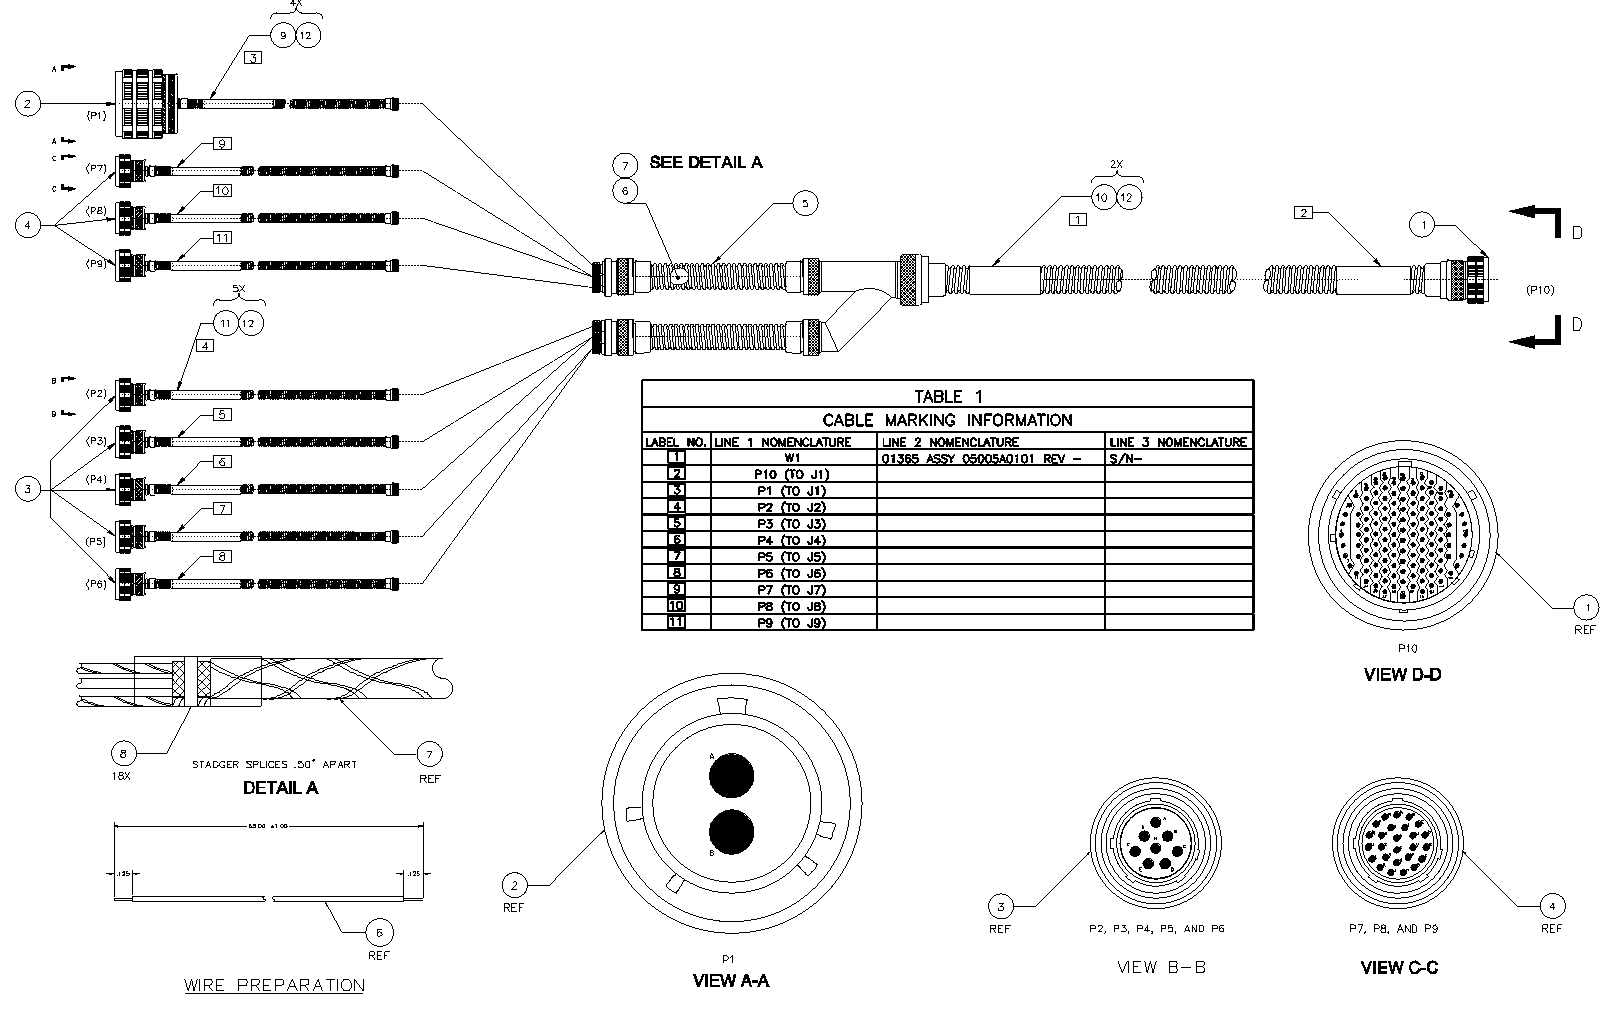 4X
9 12
3
A
2
(P1)
A
C
9
(P7)
C
10
(P8)
4
11
(P9)
7 SEE DETAIL A
6
5
2X
10 12
1
2
1
D
(P10)
D
5X
11 12
4
B
(P2)
B
5
(P3)
6
(P4)
3
7
(P5)
8
(P6)
TABLE 1
CABLE MARKING INFORMATION
LABEL NO. LINE 1 NOMENCLATURE LINE 2 NOMENCLATURE LINE 3 NOMENCLATURE
1 W1 01365 ASSY 05005A0101 REV - S/N-
2 P10 (TO J1)
3 P1 (TO J1)
4 P2 (TO J2)
5 P3 (TO J3)
6 P4 (TO J4)
7 P5 (TO J5)
8 P6 (TO J6)
9 P7 (TO J7)
10 P8 (TO J8)
11 P9 (TO J9)
1
REF
P10
VIEW D-D
8
18X
7
REF
STADGER SPLICES .50" APART
DETAIL A
.125
.125
6
REF
WIRE PREPARATION
A
B
2
REF
P1
VIEW A-A
3
REF
P2, P3, P4, P5, AND P6
VIEW B-B
4
REF
P7, P8, AND P9
VIEW C-C